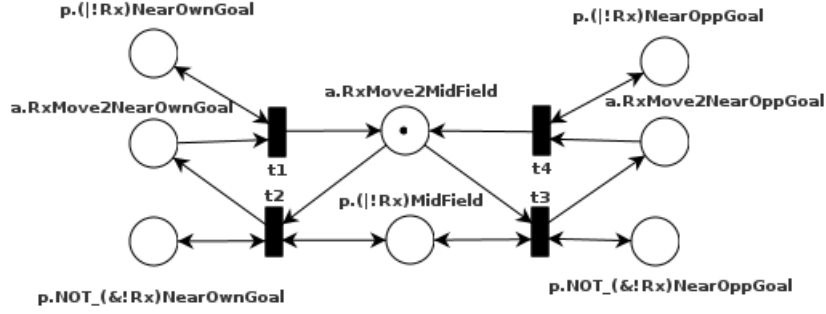 p.(|!Rx)NearOwnGoal
p.(|!Rx)NearOppGoal
a.RxMove2NearOwnGoal
a.RxMove2MidField
a.RxMove2NearOppGoal
t1
t4
t2
p.(|!Rx)MidField
t3
p.NOT_(&!Rx)NearOwnGoal
p.NOT_(&!Rx)NearOppGoal